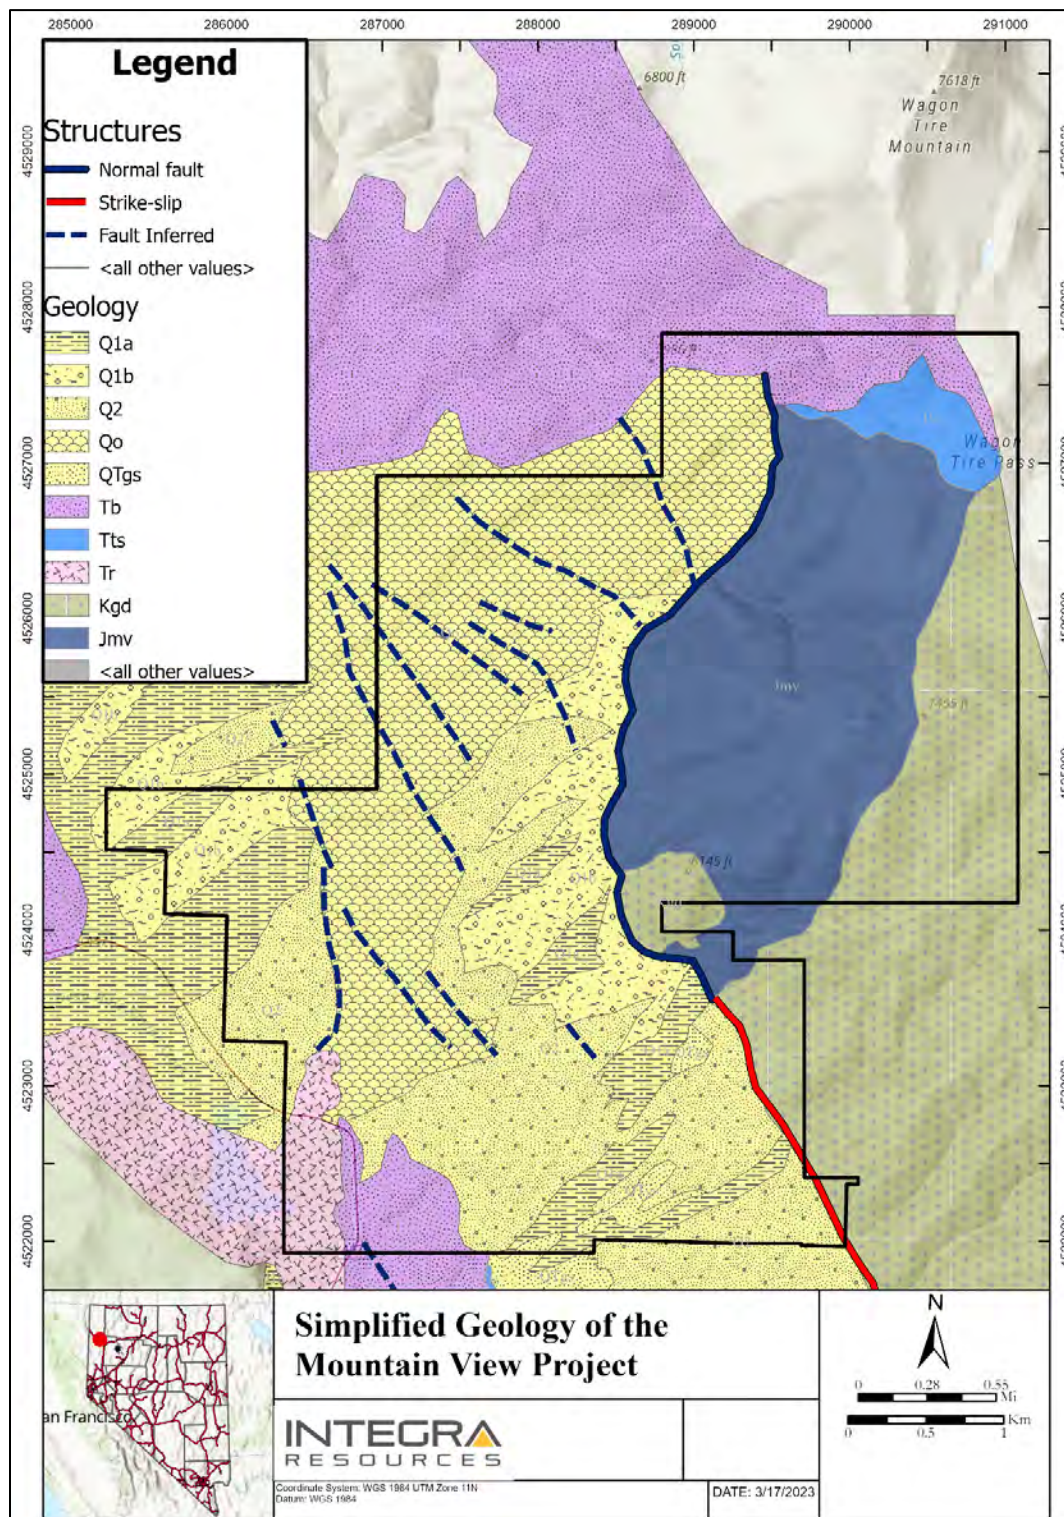 285000 286000 287000 288000 289000 290000 291000
Legend
Structures
Normal fault
Strike-slip
Fault Inferred
<all other values>
Geology
Q1a
Q1b
Q2
Qo
QTgs
Tb
Tts
Tr
Kgd
Jmv
<all other values>
6800 ft
7618 ft
Wagon
Tire
Mountain
Wagon
Tire Pass
Jmv
7456 ft
7145 ft
4529000
4528000
4527000
4526000
4525000
4524000
4523000
4522000
Simplified Geology of the
Mountain View Project
N
0 0.28 0.55
Mi
Km
0 0.5 1
an Francisco
INTEGRA
RESOURCES
Coordinate System: WGS 1984 UTM Zone 11N
Datum: WGS 1984
DATE: 3/17/2023